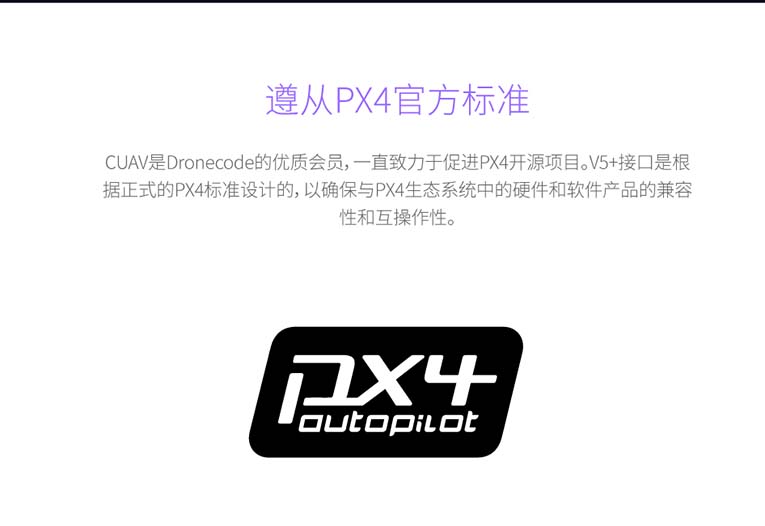 遵从PX4官方标准
CUAV是Dronecode的优质会员，一直致力于促进PX4开源项目。V5+接口是根
据正式的PX4标准设计的，以确保与PX4生态系统中的硬件和软件产品的兼容
性和互操作性。
px4
autopilot